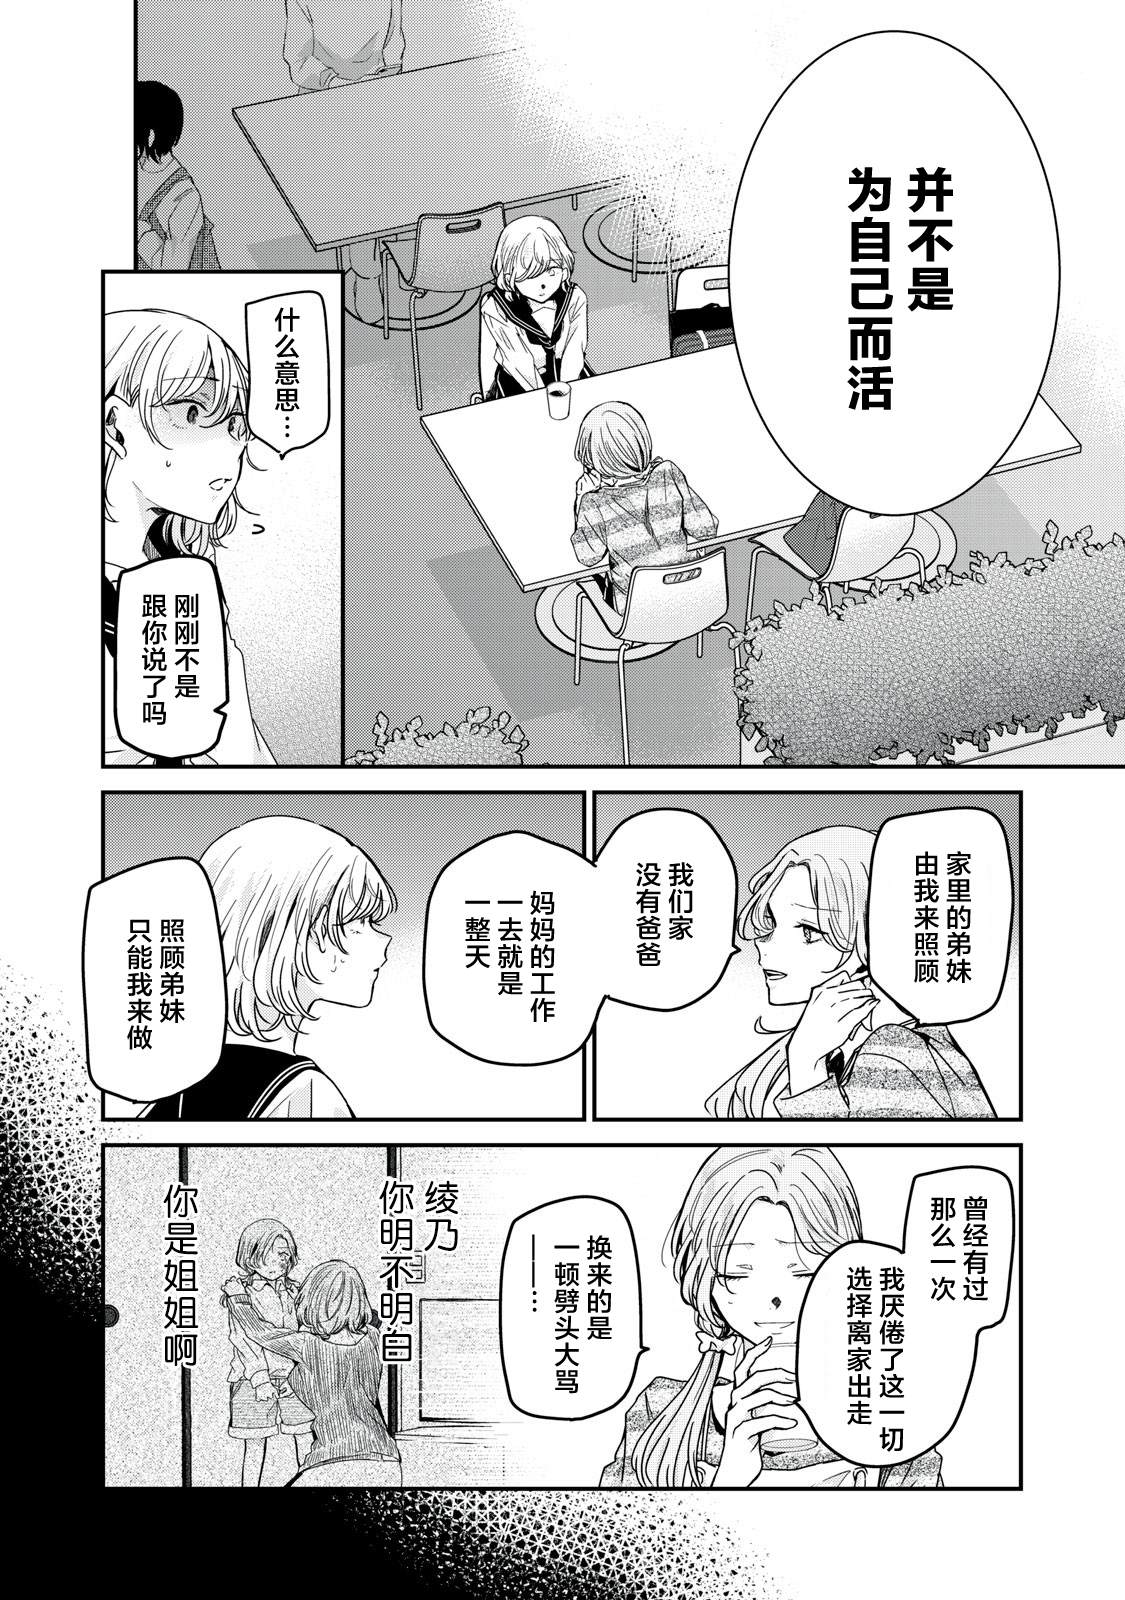 并不是
为自己而活
什么意思…
刚刚不是
跟你说了吗
家里的弟妹
由我来照顾
我们家
没有爸爸
妈妈的工作
一去就是
一整天
照顾弟妹
只能我来做
曾经有过
那么一次
我厌倦了这一切
选择离家出走
换来的是
一顿劈头大骂
——…
绫乃
你明不明白
你是姐姐啊